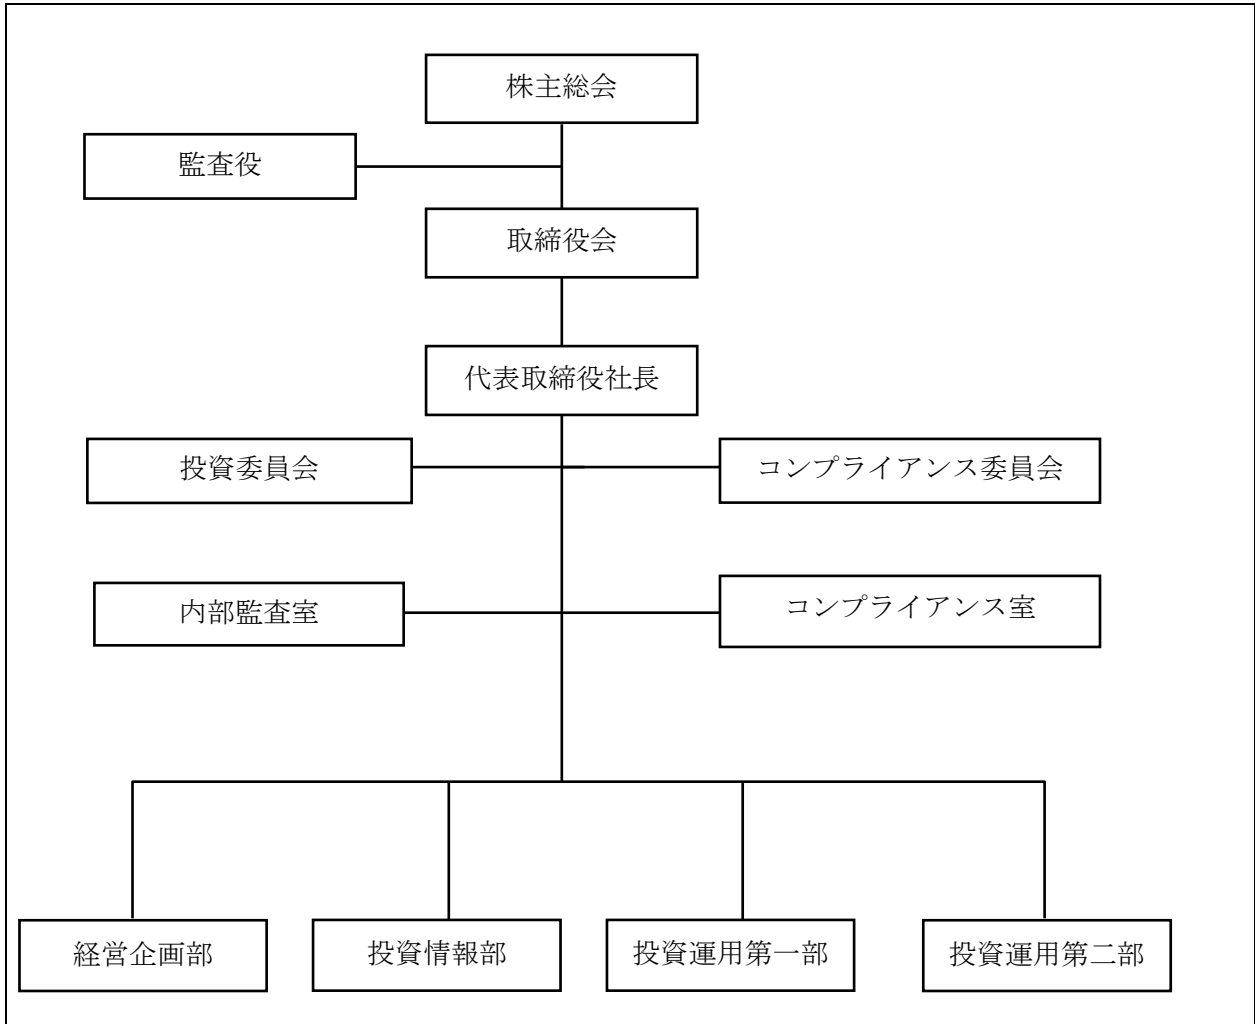 株主総会
監査役
取締役会
代表取締役社長
投資委員会
コンプライアンス委員会
内部監査室
コンプライアンス室
経営企画部
投資情報部
投資運用第一部
投資運用第二部